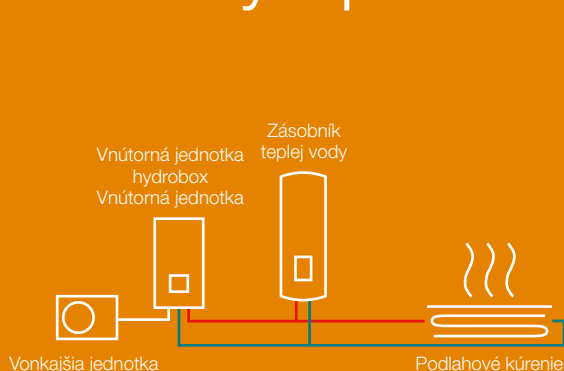 Zásobník
teplej vody
Vnútorná jednotka
hydrobox
Vnútorná jednotka
Vonkajšia jednotka
Podlahové kúrenie